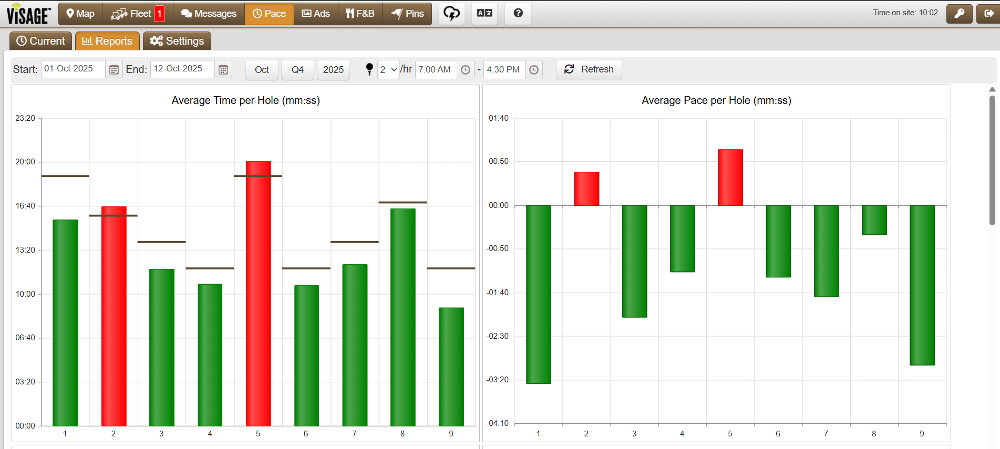 ViSAGE™
Map
Fleet 1
Messages
Pace
Ads
F&B
Pins
A
?
Time on site: 10:02
Current
Reports
Settings
Start: 01-Oct-2025 End: 12-Oct-2025 Oct Q4 2025 2 /hr 7:00 AM - 4:30 PM Refresh
Average Time per Hole (mm:ss)
23:20
20:00
16:40
13:20
10:00
06:40
03:20
00:00
1 2 3 4 5 6 7 8 9
Average Pace per Hole (mm:ss)
01:40
00:50
00:00
-00:50
-01:40
-02:30
-03:20
-04:10
1 2 3 4 5 6 7 8 9